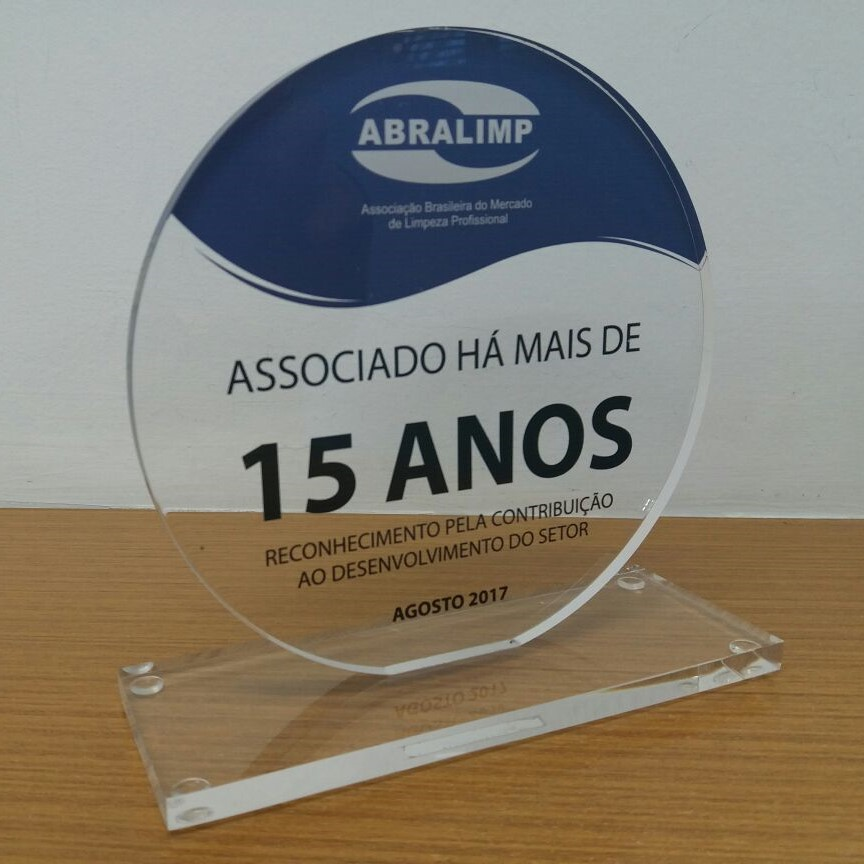 ABRALIMP
Associação Brasileira do Mercado
de Limpeza Profissional
ASSOCIADO HÁ MAIS DE
15 ANOS
RECONHECIMENTO PELA CONTRIBUIÇÃO
AO DESENVOLVIMENTO DO SETOR
AGOSTO 2017